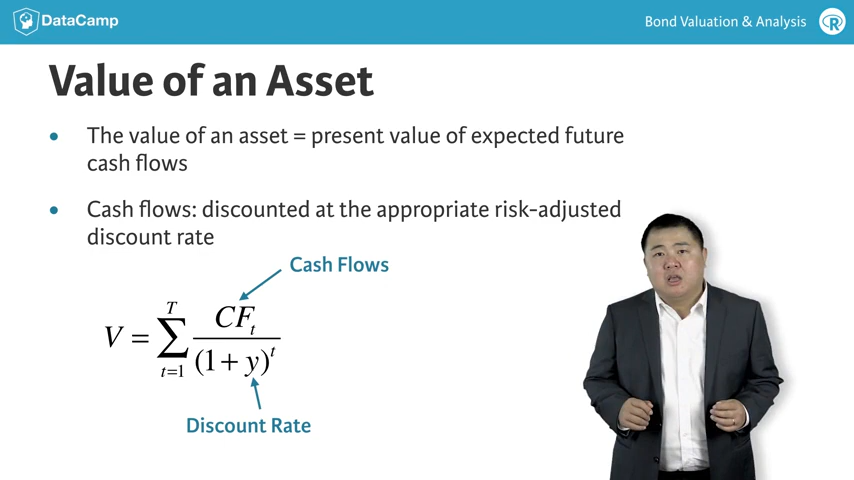 DataCamp
Bond Valuation & Analysis
R
Value of an Asset
• The value of an asset = present value of expected future
cash flows
• Cash flows: discounted at the appropriate risk-adjusted
discount rate
Cash Flows
V = ∑_{t=1}^{T} CF_t / (1 + y)^t
Discount Rate